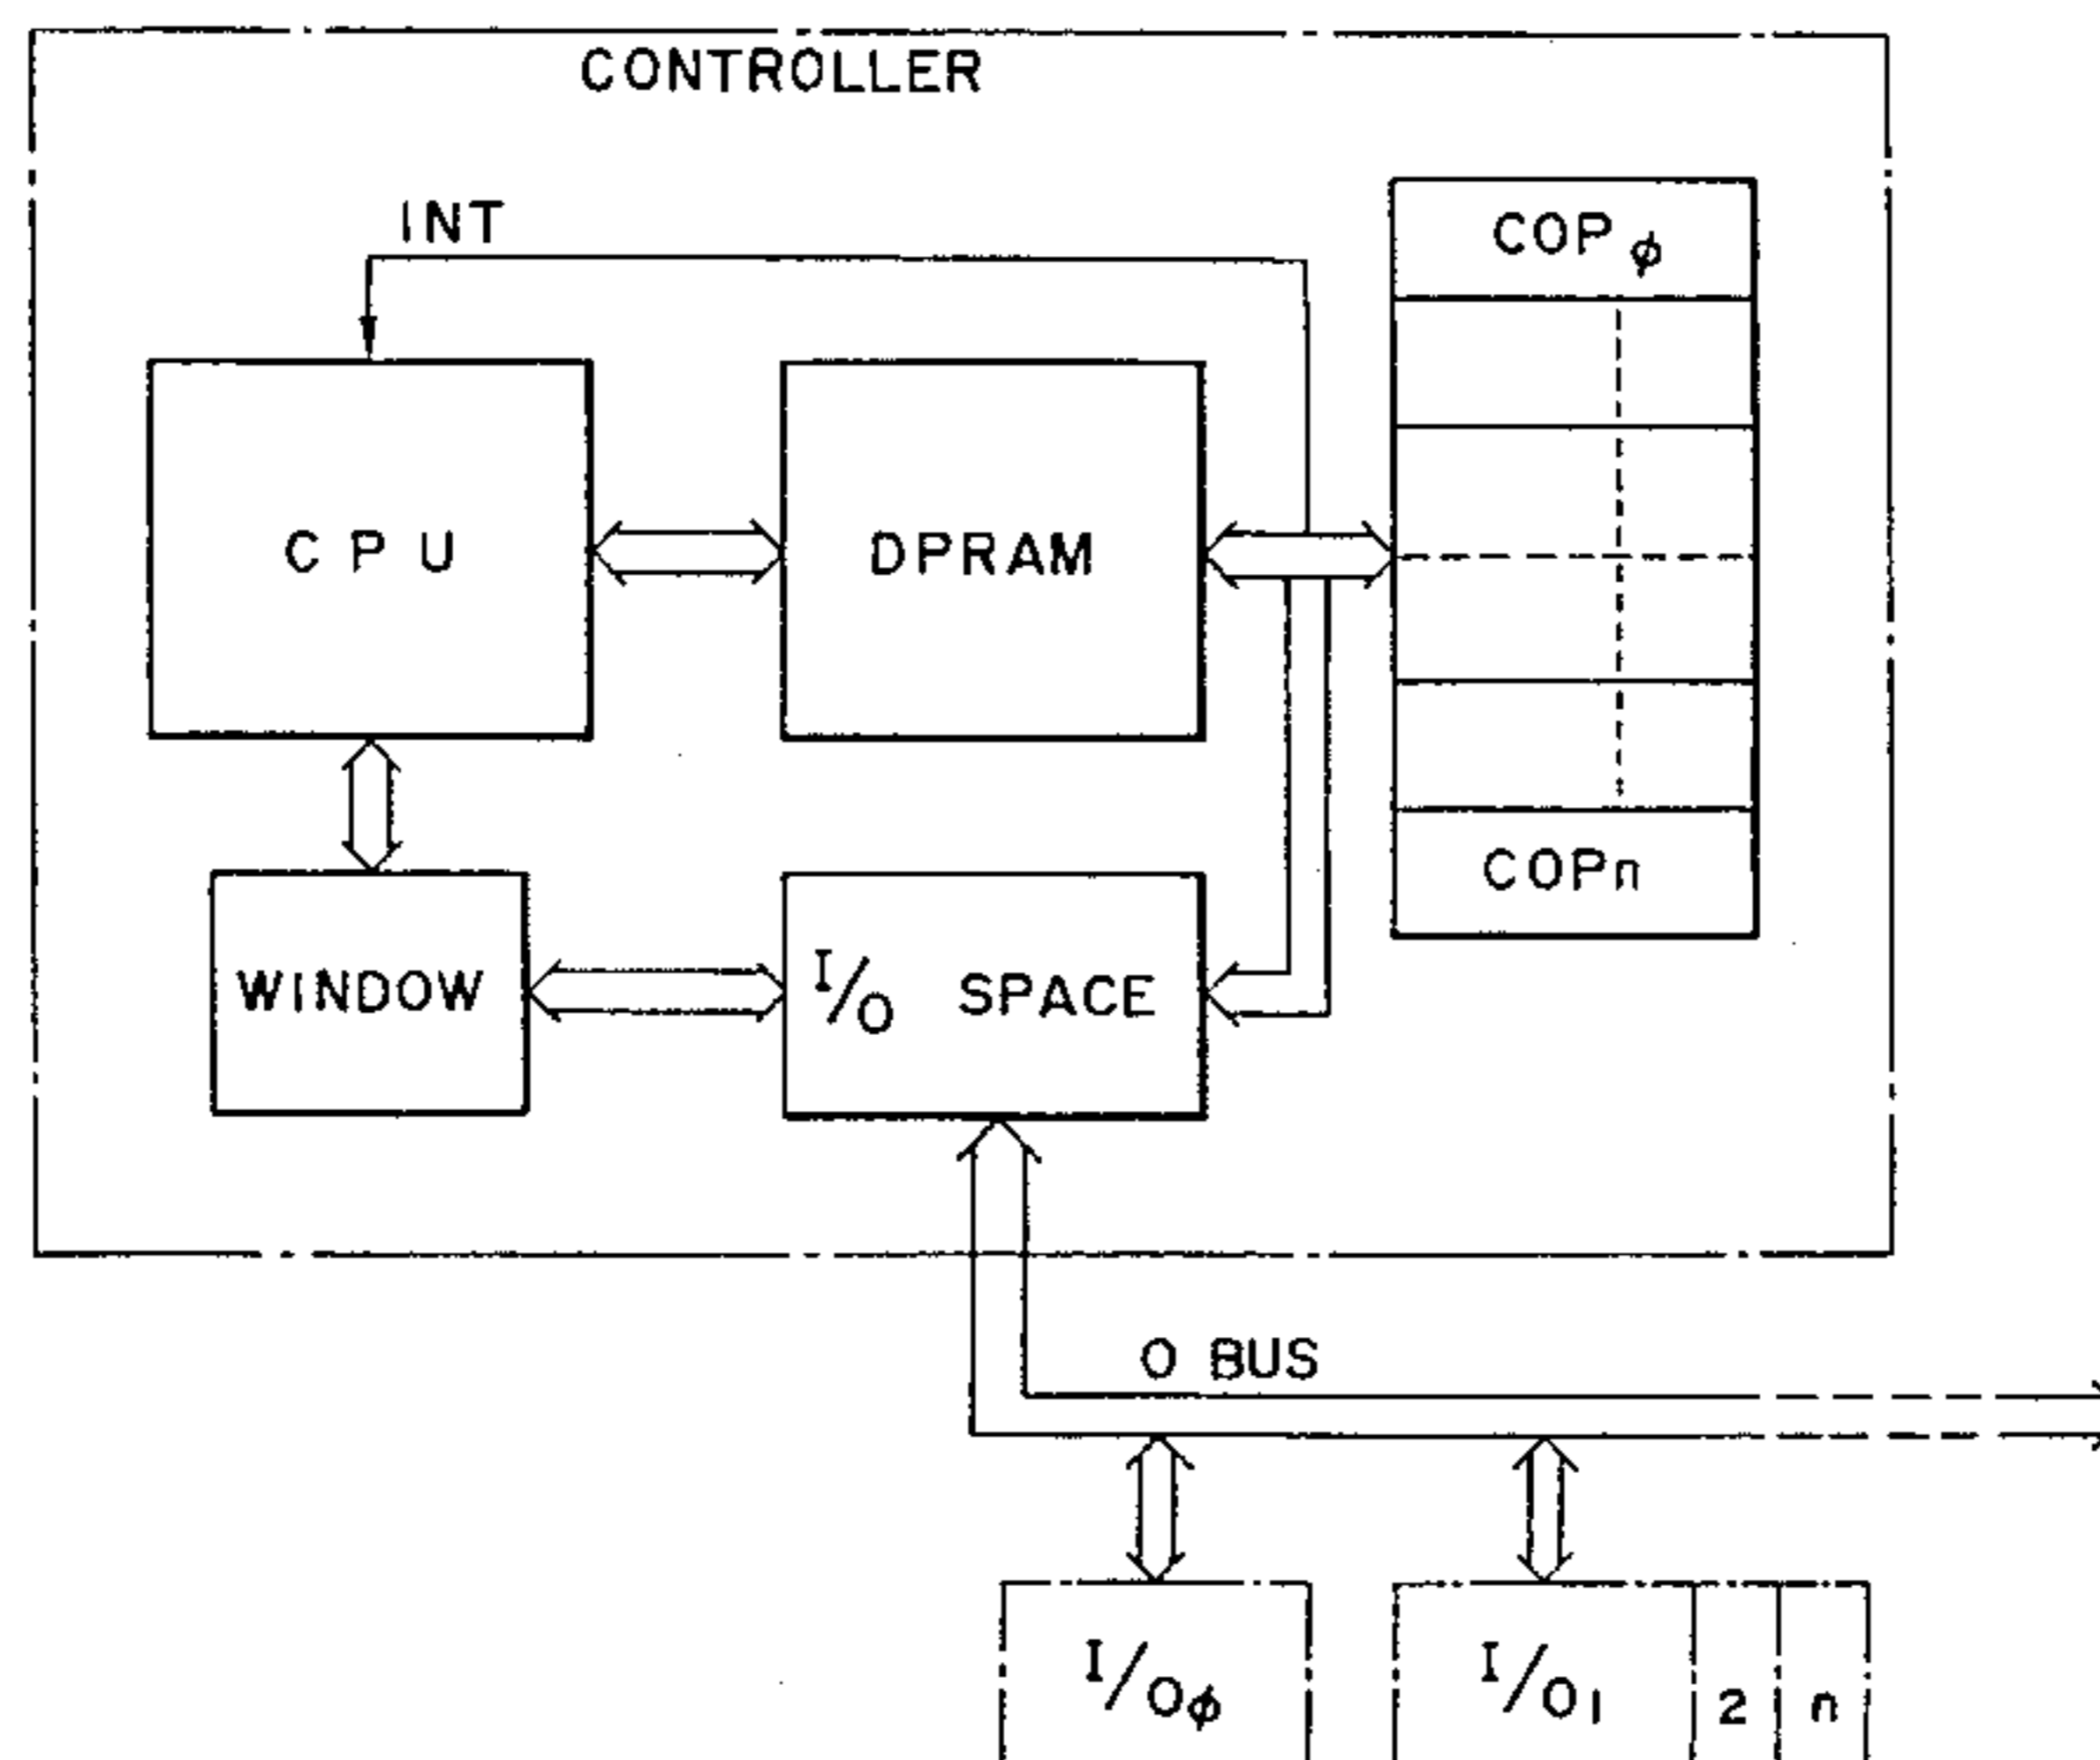 CONTROLLER
INT
COPϕ
CPU
DPRAM
COPn
WINDOW
I/O SPACE
O BUS
I/Oϕ
I/O1
2
n